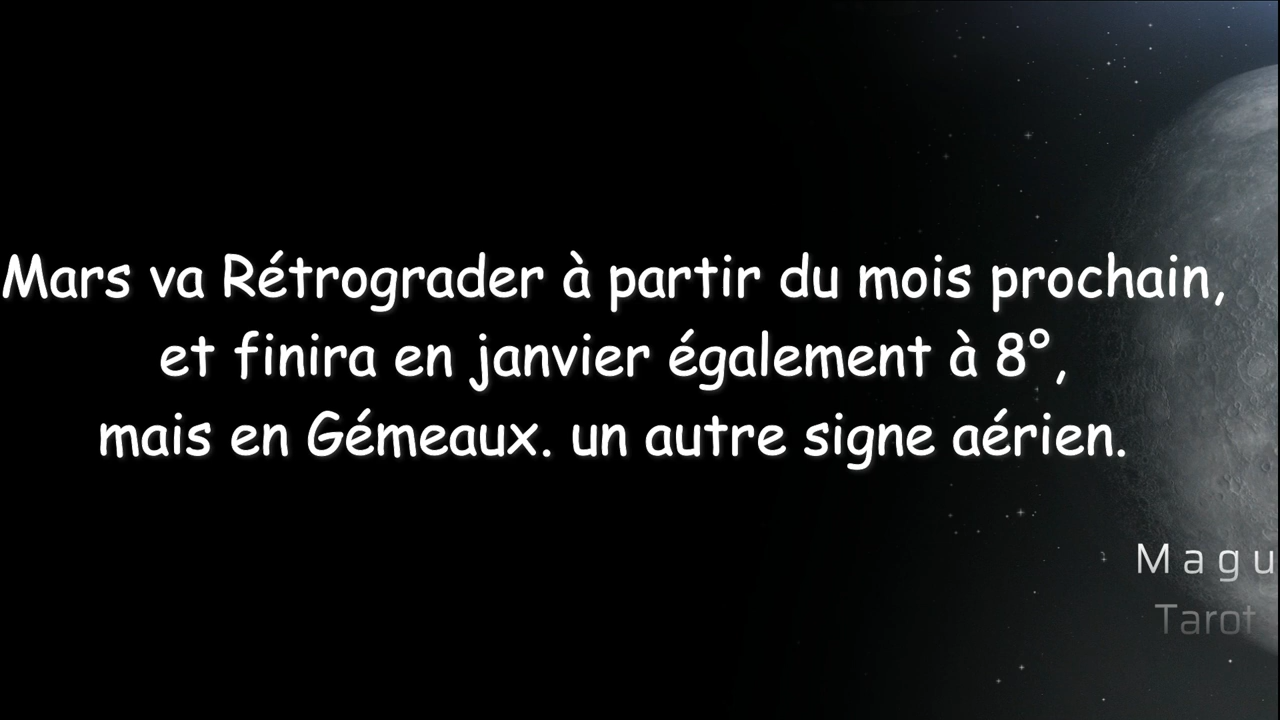 Mars va Rétrograder à partir du mois prochain,
et finira en janvier également à 8°,
mais en Gémeaux. un autre signe aérien.
Magu
Tarot